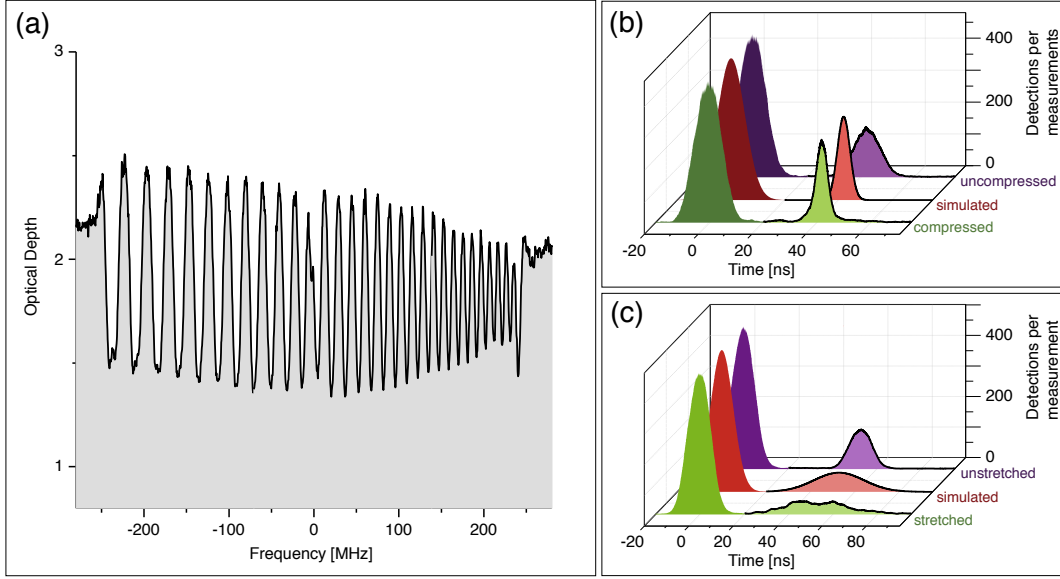 (a)
3
2
1
Optical Depth
-200
-100
0
100
200
Frequency [MHz]
(b)
400
200
0
Detections per
measurements
uncompressed
simulated
compressed
-20
0
20
40
60
Time [ns]
(c)
400
200
0
Detections per
measurement
unstretched
simulated
stretched
-20
0
20
40
60
80
Time [ns]